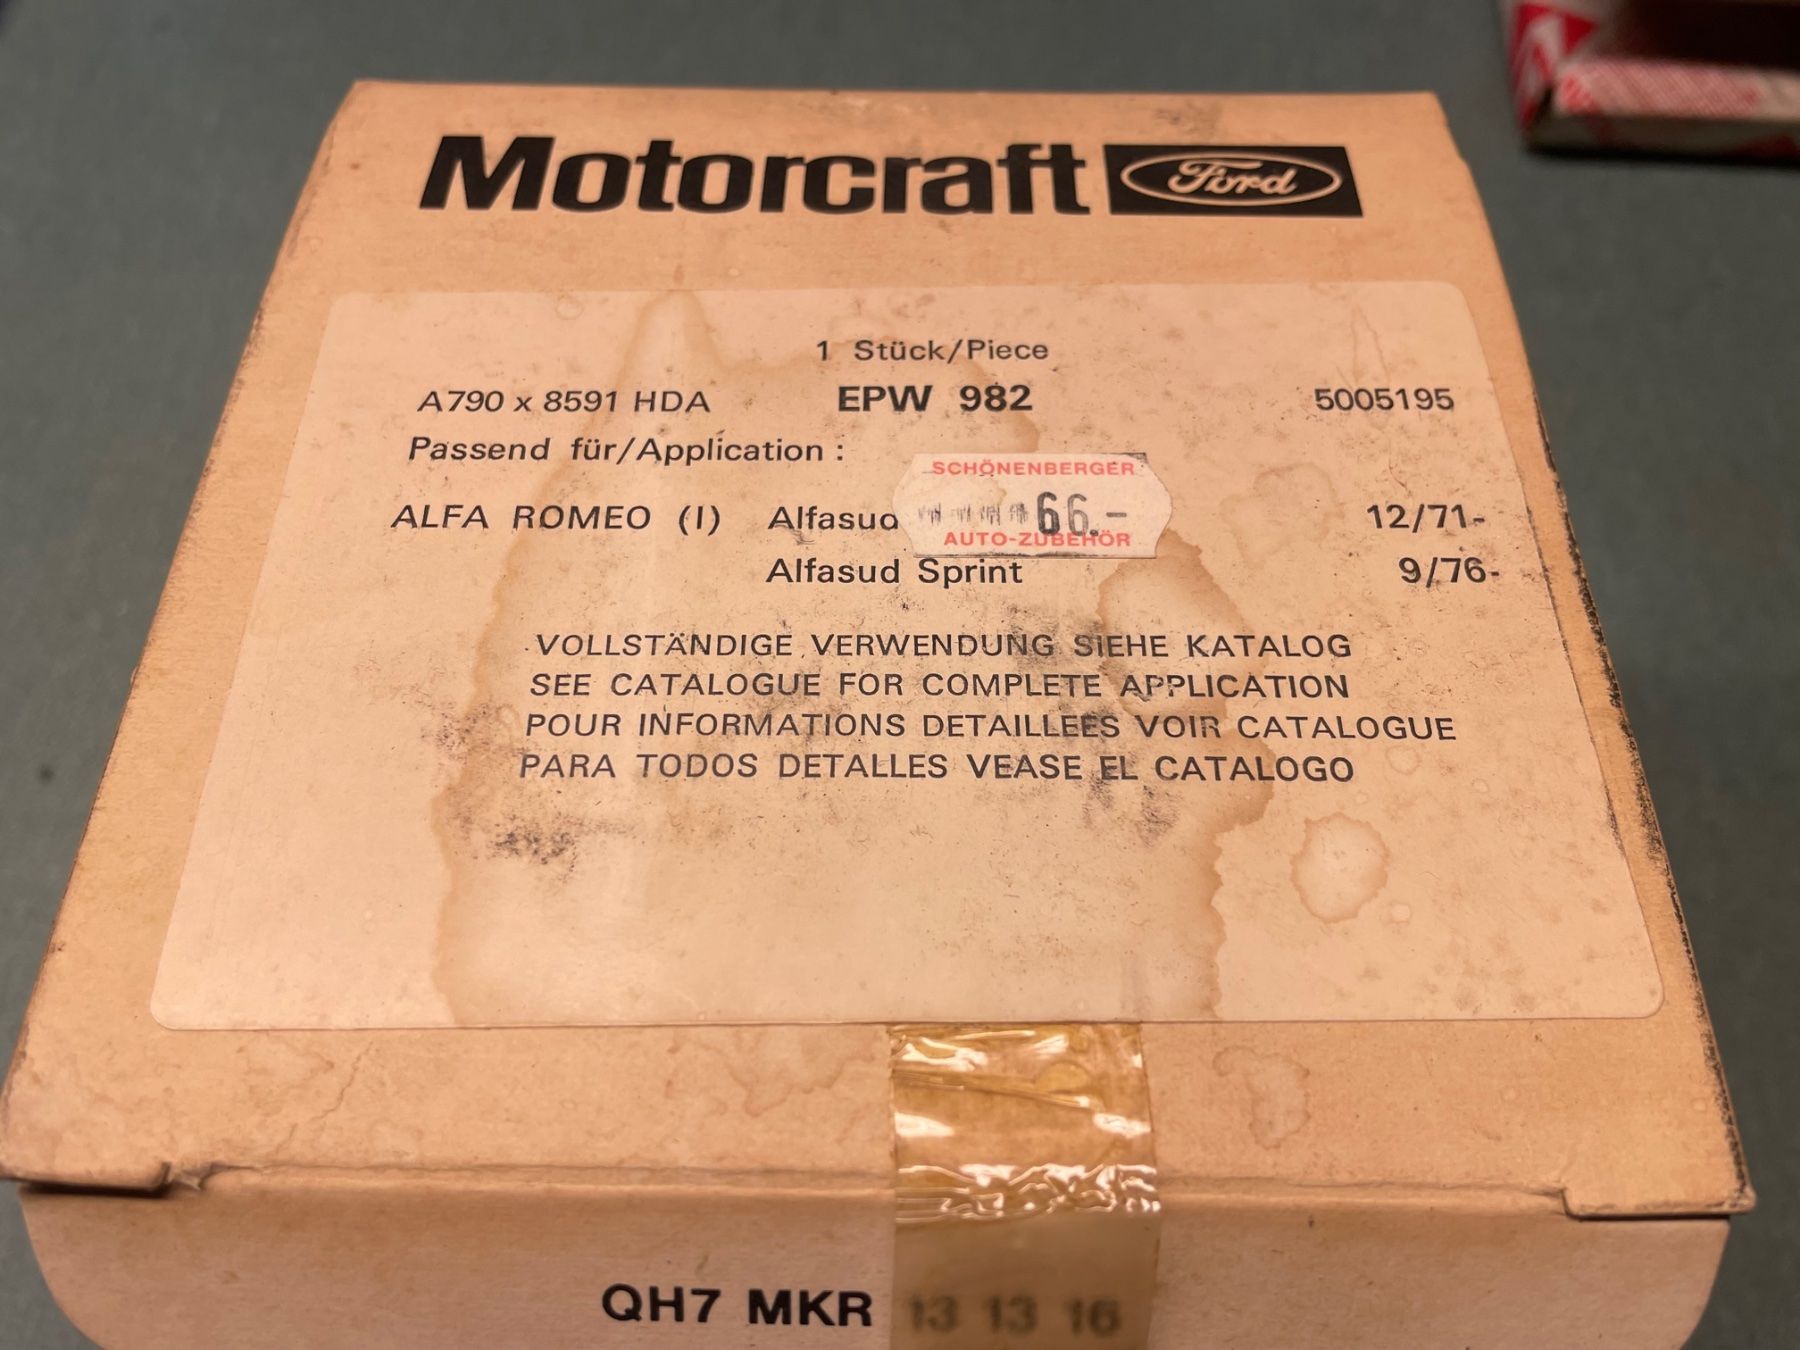 Motorcraft Ford
1 Stück/Piece
A790 x 8591 HDA EPW 982 5005195
Passend für/Application :
SCHÖNENBERGER
66.-
AUTO-ZUBEHÖR
ALFA ROMEO (I) Alfasud 12/71-
Alfasud Sprint 9/76-
VOLLSTÄNDIGE VERWENDUNG SIEHE KATALOG
SEE CATALOGUE FOR COMPLETE APPLICATION
POUR INFORMATIONS DETAILLEES VOIR CATALOGUE
PARA TODOS DETALLES VEASE EL CATALOGO
QH7 MKR 13 13 16